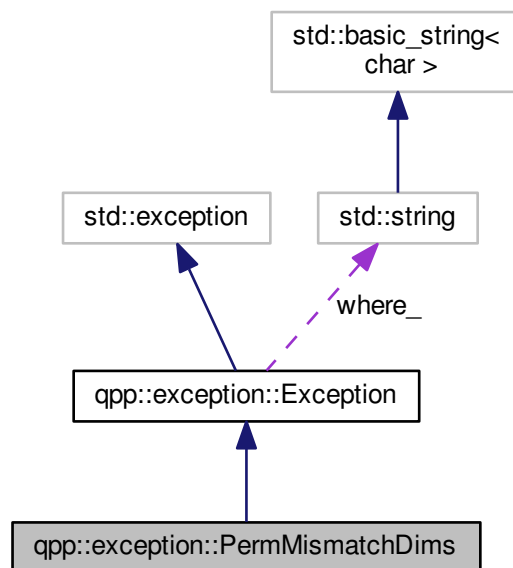 std::basic_string<
char >
std::exception
std::string
where_
qpp::exception::Exception
qpp::exception::PermMismatchDims